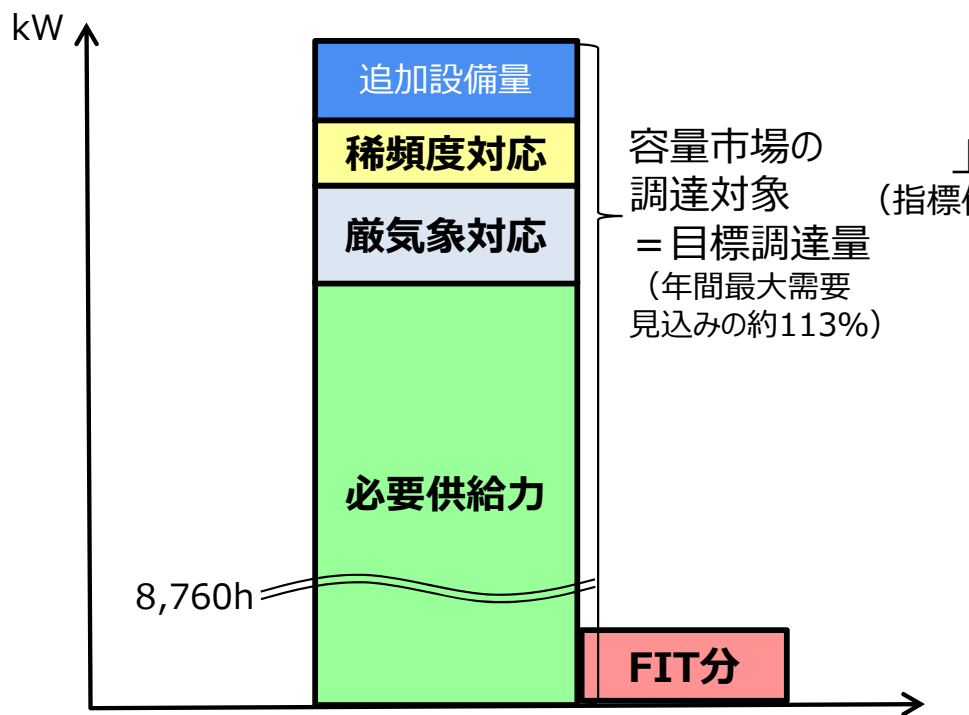 kW
追加設備量
稀頻度対応
厳気象対応
必要供給力
8,760h
FIT分
容量市場の
調達対象
＝目標調達量
（年間最大需要
見込みの約113%）
（指標